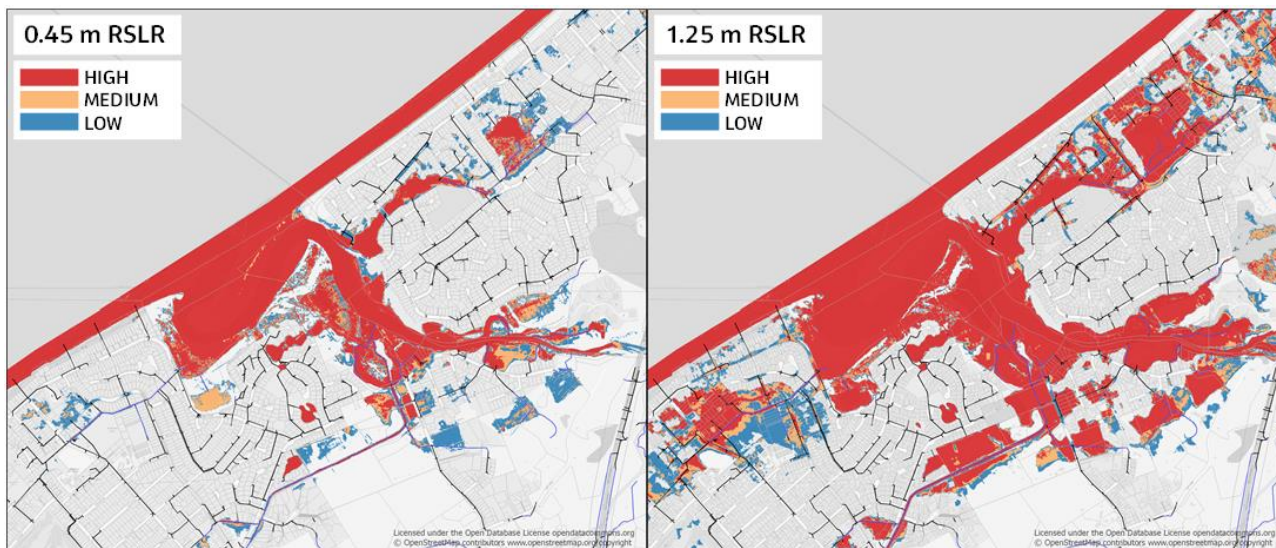 0.45 m RSLR
HIGH
MEDIUM
LOW
Licensed under the Open Database License opendatacommons.org
© OpenStreetMap contributors www.openstreetmap.org/copyright
1.25 m RSLR
HIGH
MEDIUM
LOW
Licensed under the Open Database License opendatacommons.org
© OpenStreetMap contributors www.openstreetmap.org/copyright